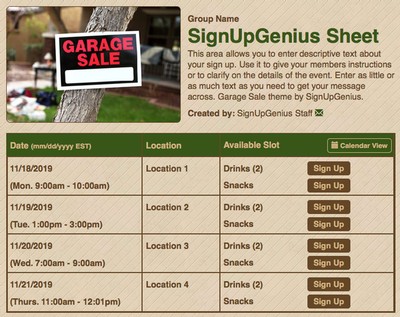 GARAGE
SALE
Group Name
SignUpGenius Sheet
This area allows you to enter descriptive text about
your sign up. Use it to give your members instructions
or to clarify on the details of the event. Enter as little or
as much text as you need to get your message
across. Garage Sale theme by SignUpGenius.
Created by: SignUpGenius Staff
Date (mm/dd/yyyy EST) Location Available Slot Calendar View
11/18/2019 Location 1 Drinks (2) Sign Up
(Mon. 9:00am - 10:00am) Snacks Sign Up
11/19/2019 Location 2 Drinks (2) Sign Up
(Tue. 1:00pm - 3:00pm) Snacks Sign Up
11/20/2019 Location 3 Drinks (2) Sign Up
(Wed. 7:00am - 9:00am) Snacks Sign Up
11/21/2019 Location 4 Drinks (2) Sign Up
(Thurs. 11:00am - 12:01pm) Snacks Sign Up